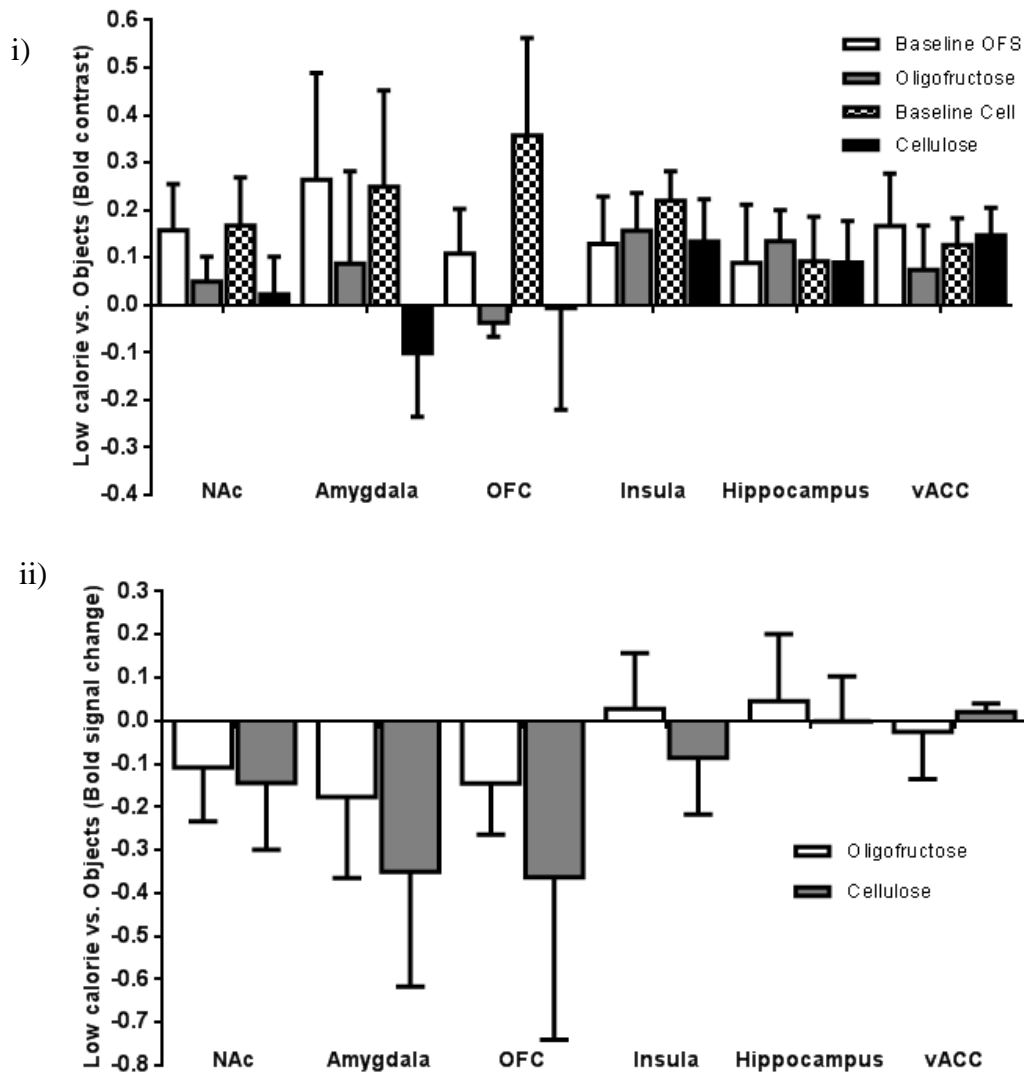 i)
Low calorie vs. Objects (Bold contrast)
0.6
0.5
0.4
0.3
0.2
0.1
0.0
-0.1
-0.2
-0.3
-0.4
Baseline OFS
Oligofructose
Baseline Cell
Cellulose
NAc Amygdala OFC Insula Hippocampus vACC
ii)
Low calorie vs. Objects (Bold signal change)
0.3
0.2
0.1
0.0
-0.1
-0.2
-0.3
-0.4
-0.5
-0.6
-0.7
-0.8
Oligofructose
Cellulose
NAc Amygdala OFC Insula Hippocampus vACC